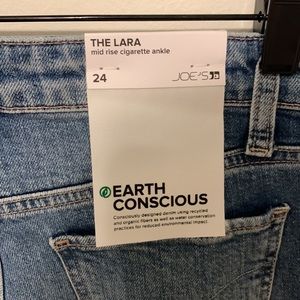 THE LARA
mid rise cigarette ankle
24
JOE'S
EARTH
CONSCIOUS
Consciously designed denim using recycled
and organic fibers as well as water conservation
practices for reduced environmental impact.